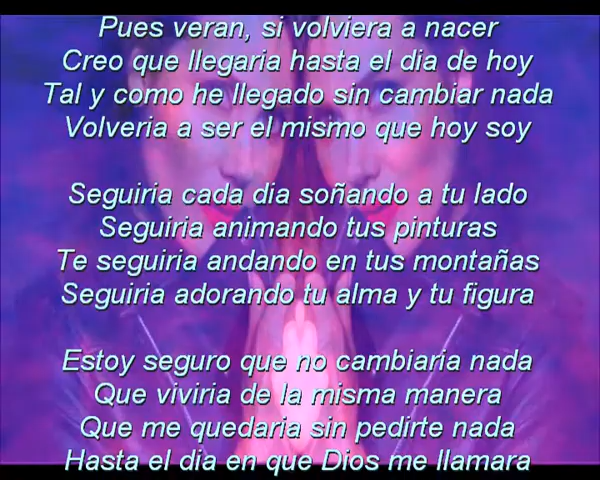 Pues veran, si volviera a nacer
Creo que llegaria hasta el dia de hoy
Tal y como he llegado sin cambiar nada
Volveria a ser el mismo que hoy soy
Seguiria cada dia soñando a tu lado
Seguiria animando tus pinturas
Te seguiria andando en tus montañas
Seguiria adorando tu alma y tu figura
Estoy seguro que no cambiaria nada
Que viviria de la misma manera
Que me quedaria sin pedirte nada
Hasta el dia en que Dios me llamara